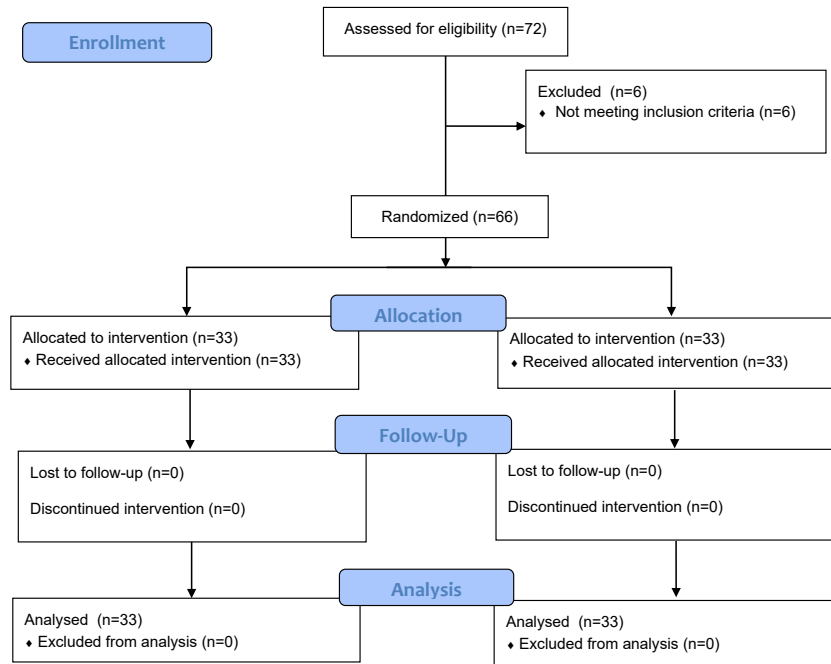 Enrollment
Assessed for eligibility (n=72)
Excluded (n=6)
♦ Not meeting inclusion criteria (n=6)
Randomized (n=66)
Allocation
Allocated to intervention (n=33)
♦ Received allocated intervention (n=33)
Allocated to intervention (n=33)
♦ Received allocated intervention (n=33)
Follow-Up
Lost to follow-up (n=0)
Discontinued intervention (n=0)
Lost to follow-up (n=0)
Discontinued intervention (n=0)
Analysis
Analysed (n=33)
♦ Excluded from analysis (n=0)
Analysed (n=33)
♦ Excluded from analysis (n=0)